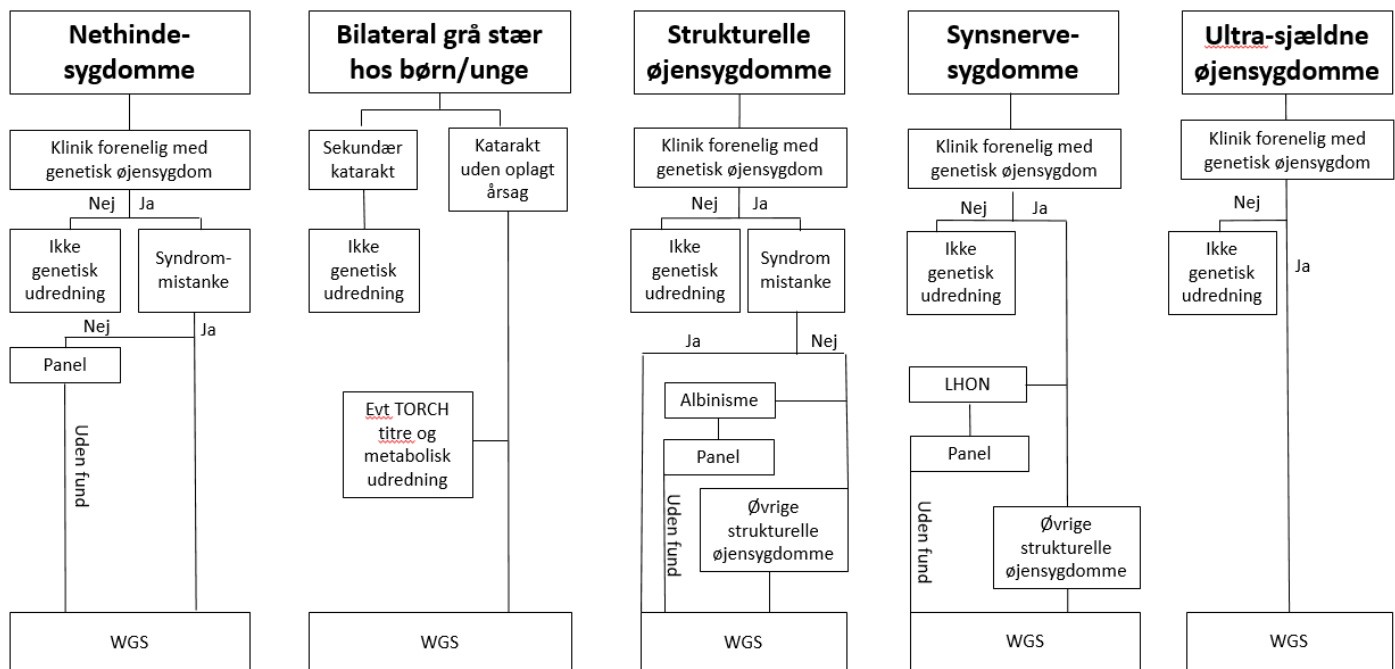 Nethinde-
sygdomme
Klinik forenelig med
genetisk øjensygdom
Nej
Ja
Ikke
genetisk
udredning
Syndrom-
mistanke
Nej
Ja
Panel
Uden fund
WGS
Bilateral grå stær
hos børn/unge
Sekundær
katarakt
Katarakt
uden oplagt
årsag
Ikke
genetisk
udredning
Evt TORCH
titre og
metabolisk
udredning
WGS
Strukturelle
øjensygdomme
Klinik forenelig med
genetisk øjensygdom
Nej
Ja
Ikke
genetisk
udredning
Syndrom
mistanke
Ja
Nej
Albinisme
Panel
Uden fund
Øvrige
strukturelle
øjensygdomme
WGS
Synsnerve-
sygdomme
Klinik forenelig med
genetisk øjensygdom
Nej
Ja
Ikke
genetisk
udredning
LHON
Panel
Uden fund
Øvrige
strukturelle
øjensygdomme
WGS
Ultra-sjældne
øjensygdomme
Klinik forenelig med
genetisk øjensygdom
Nej
Ikke
genetisk
udredning
Ja
WGS